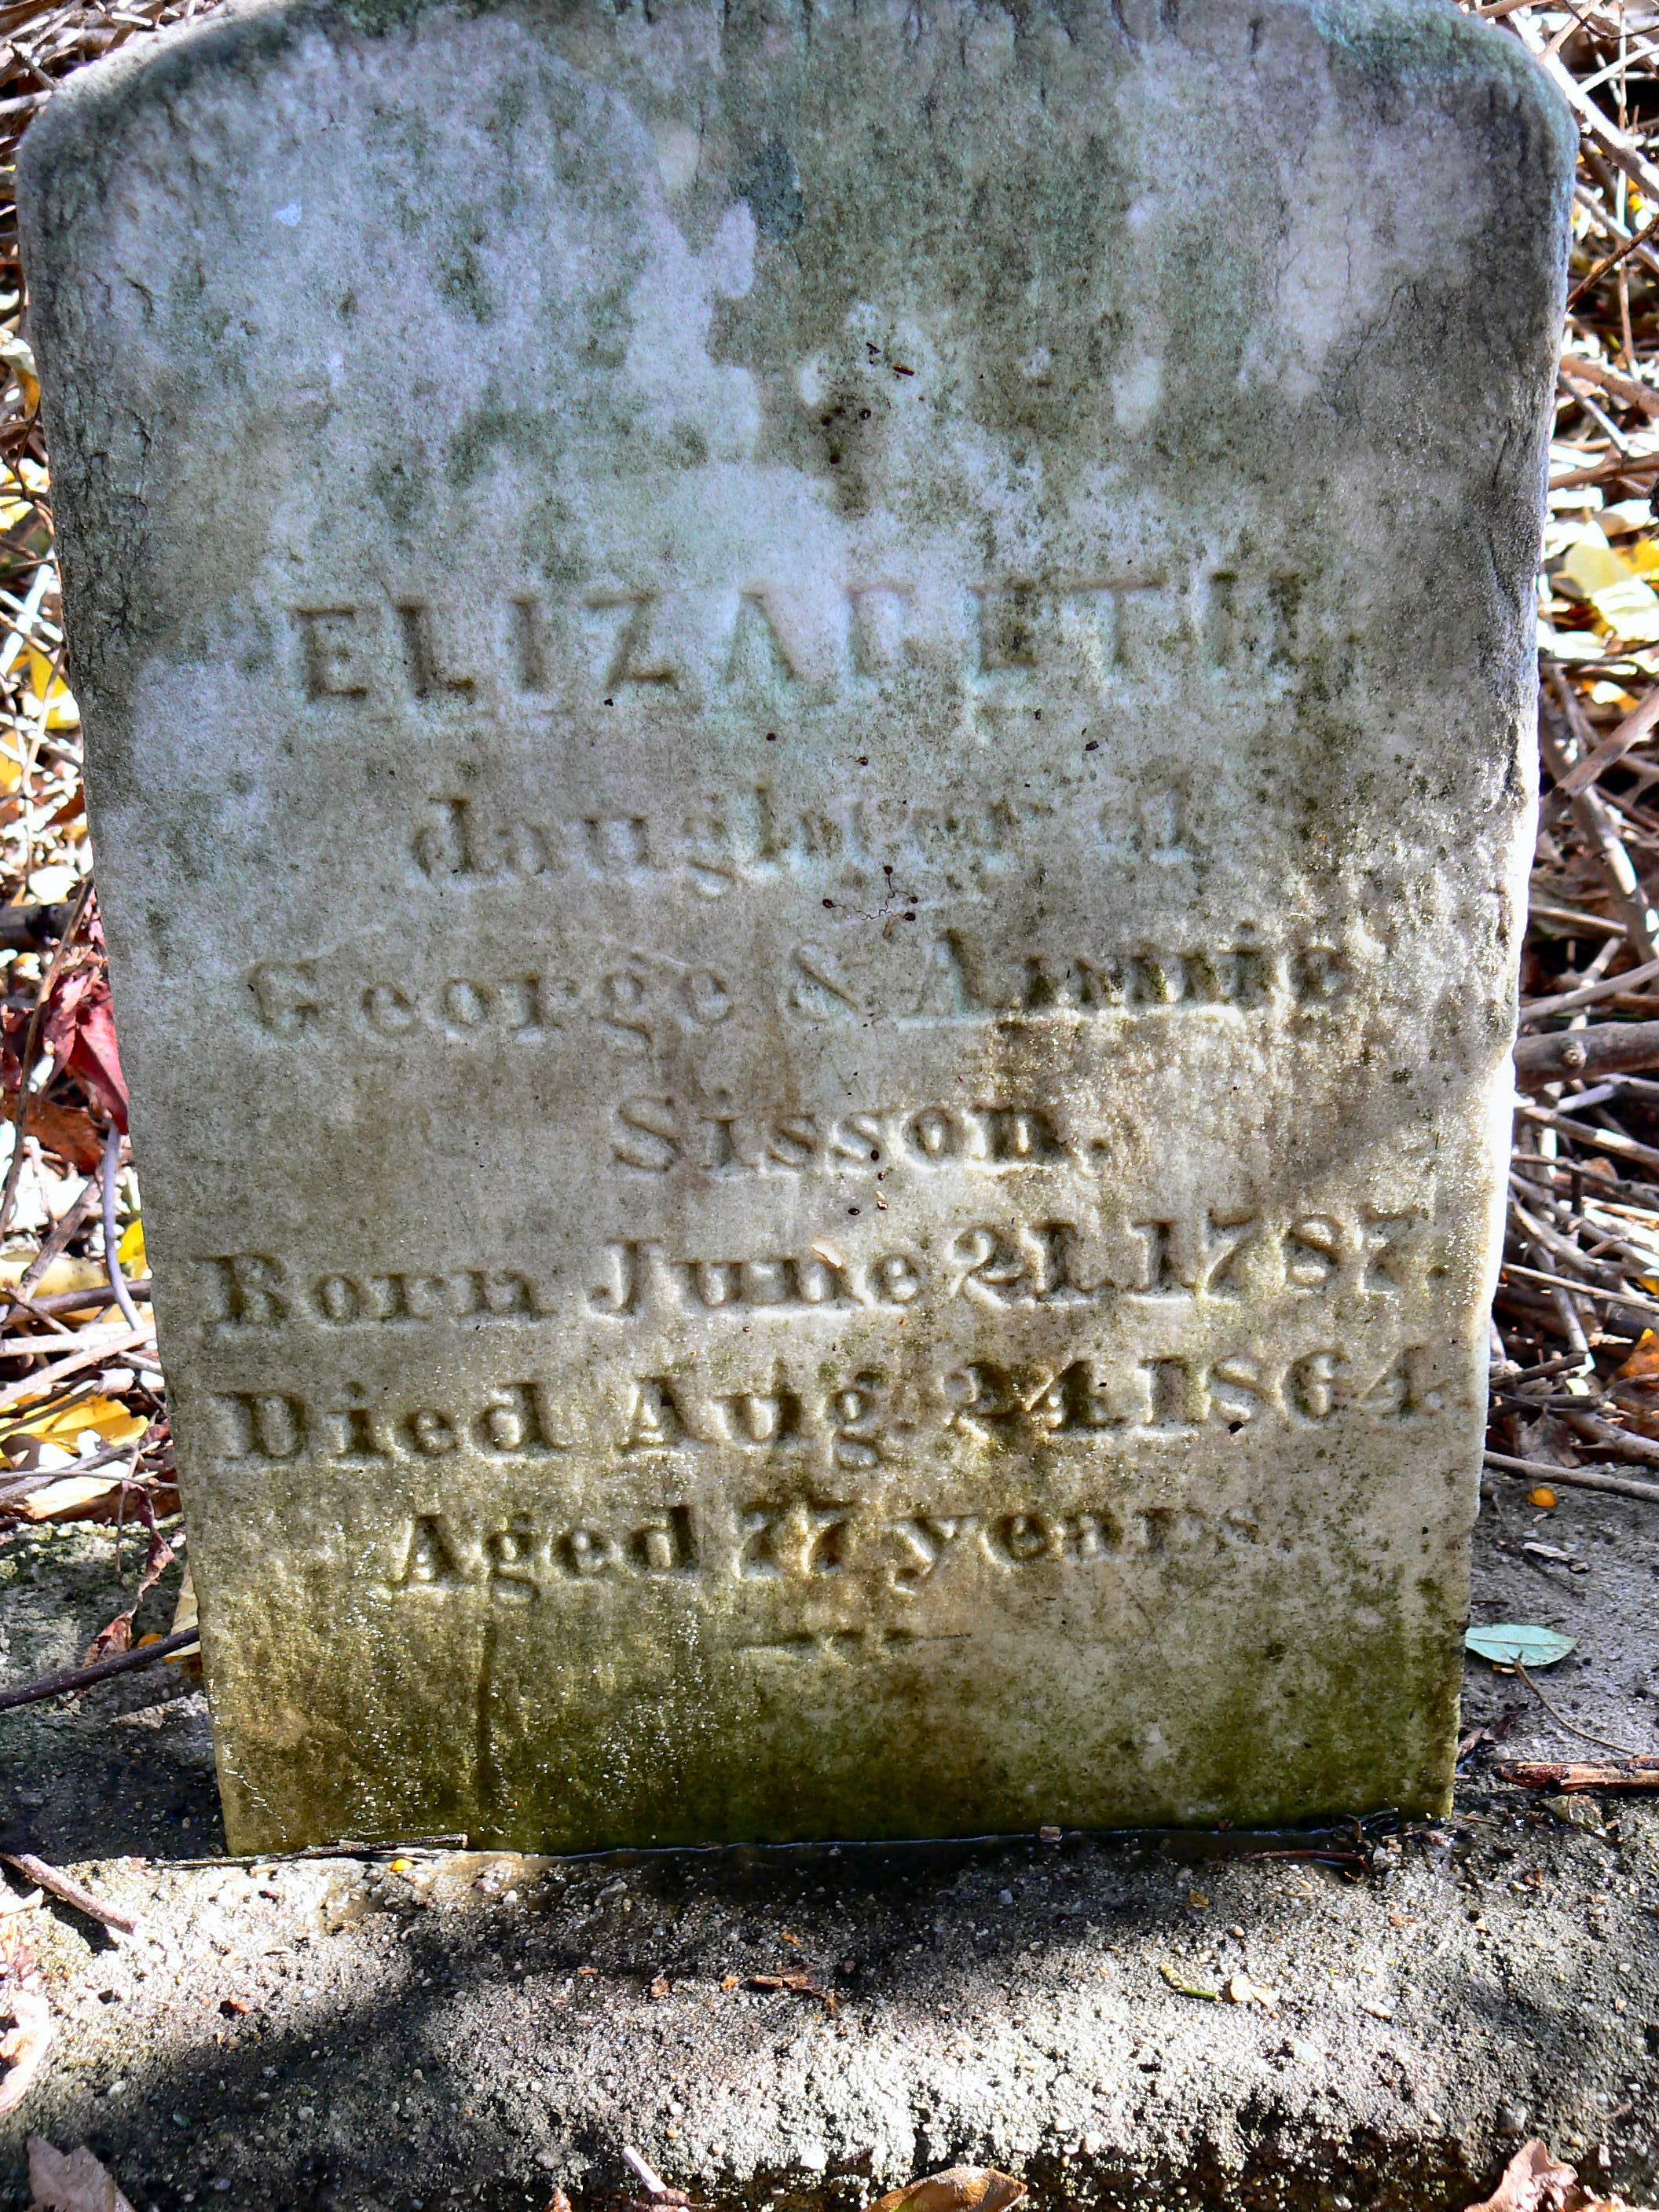 ELIZABETH
daughter of
George & Annie
Sisson.
Born June 21, 1787.
Died Aug. 24, 1864.
Aged 77 years.